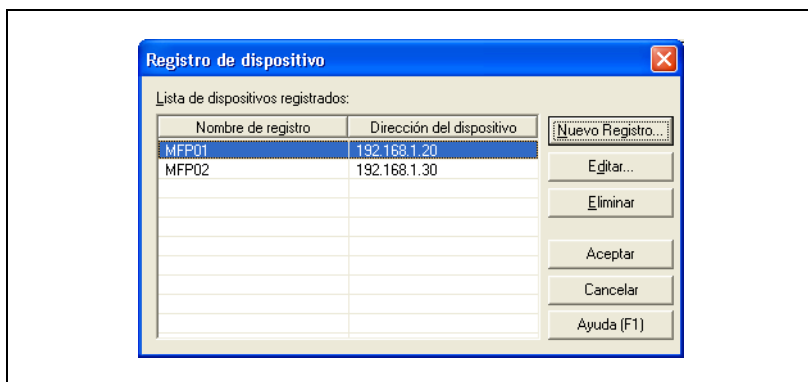 Registro de dispositivo
Lista de dispositivos registrados:
Nombre de registro Dirección del dispositivo
MFP01 192.168.1.20
MFP02 192.168.1.30
Nuevo Registro...
Editar...
Eliminar
Aceptar
Cancelar
Ayuda (F1)